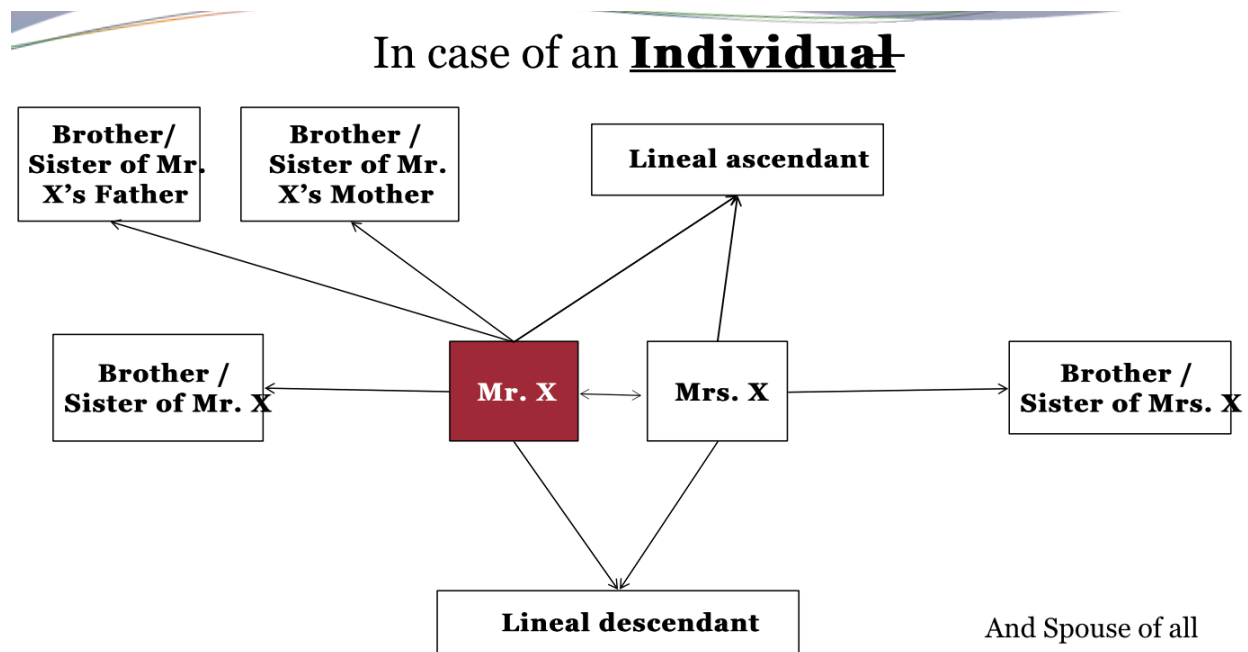 In case of an Individual
Brother/
Sister of Mr.
X’s Father
Brother /
Sister of Mr.
X’s Mother
Lineal ascendant
Brother /
Sister of Mr. X
Mr. X
Mrs. X
Brother /
Sister of Mrs. X
Lineal descendant
And Spouse of all